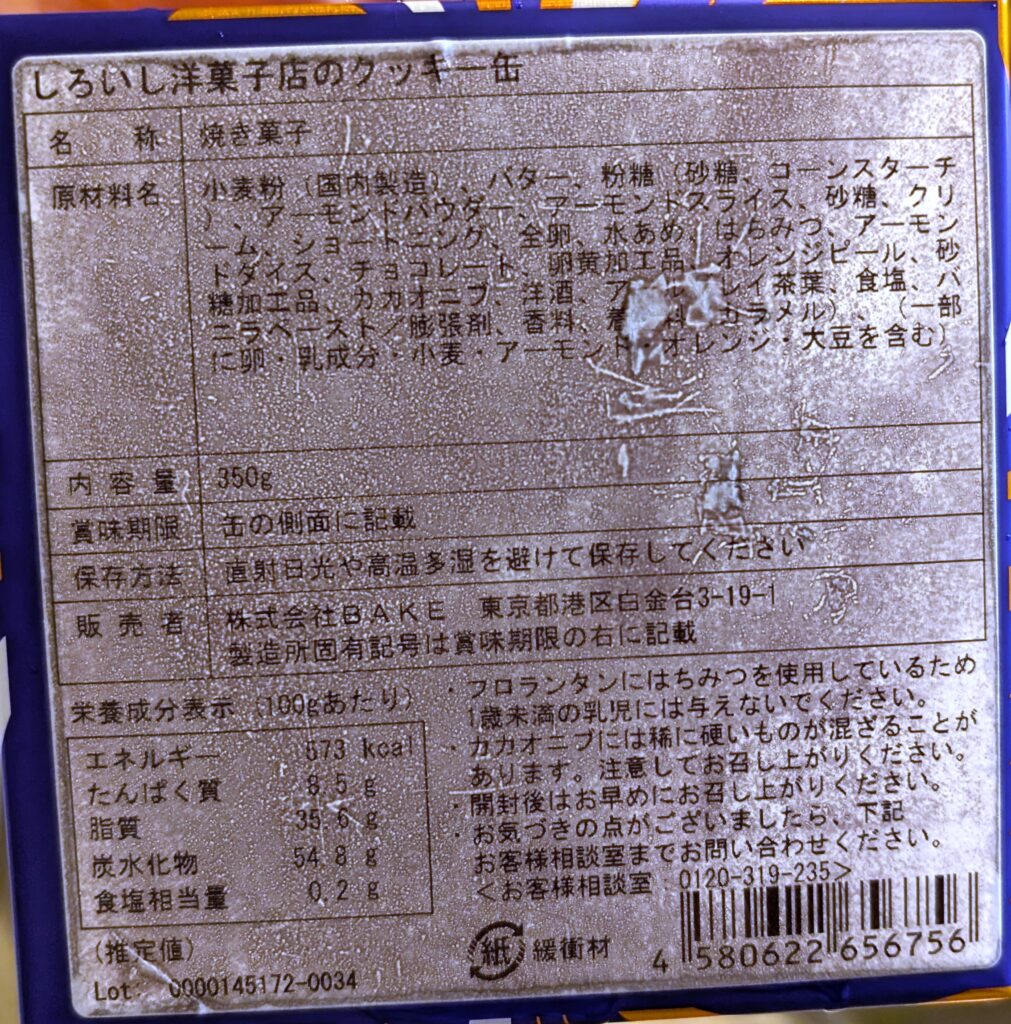 しろいし洋菓子店のクッキー缶
名称 焼き菓子
原材料名 小麦粉（国内製造）、バター、粉糖（砂糖、コーンスターチ
）、アーモンドパウダー、アーモンドスライス、砂糖、クリ
ーム、ショートニング、全卵、水あめ、はちみつ、アーモン
ドダイス、チョコレート、卵黄加工品、オレンジピール、砂
糖加工品、カカオニブ、洋酒、ア レイ茶葉、食塩、バ
ニラペースト／膨張剤、香料、着 料 カラメル）、（一部
に卵・乳成分・小麦・アーモンド・オレンジ・大豆を含む）
内容量 350g
賞味期限 缶の側面に記載
保存方法 直射日光や高温多湿を避けて保存してください
販売者 株式会社ＢＡＫＥ 東京都港区白金台3-19-1
製造所固有記号は賞味期限の右に記載
栄養成分表示（100gあたり）
エネルギー 573 kcal
たんぱく質 8.5 g
脂質 35.6 g
炭水化物 54.8 g
食塩相当量 0.2 g
（推定値）
Lot: 0000145172-0034
・フロランタンにはちみつを使用しているため
1歳未満の乳児には与えないでください。
・カカオニブには稀に硬いものが混ざることが
あります。注意してお召し上がりください。
・開封後はお早めにお召し上がりください。
・お気づきの点がございましたら、下記
お客様相談室までお問い合わせください。
＜お客様相談室：0120-319-235＞
紙 緩衝材
4 580622 656756